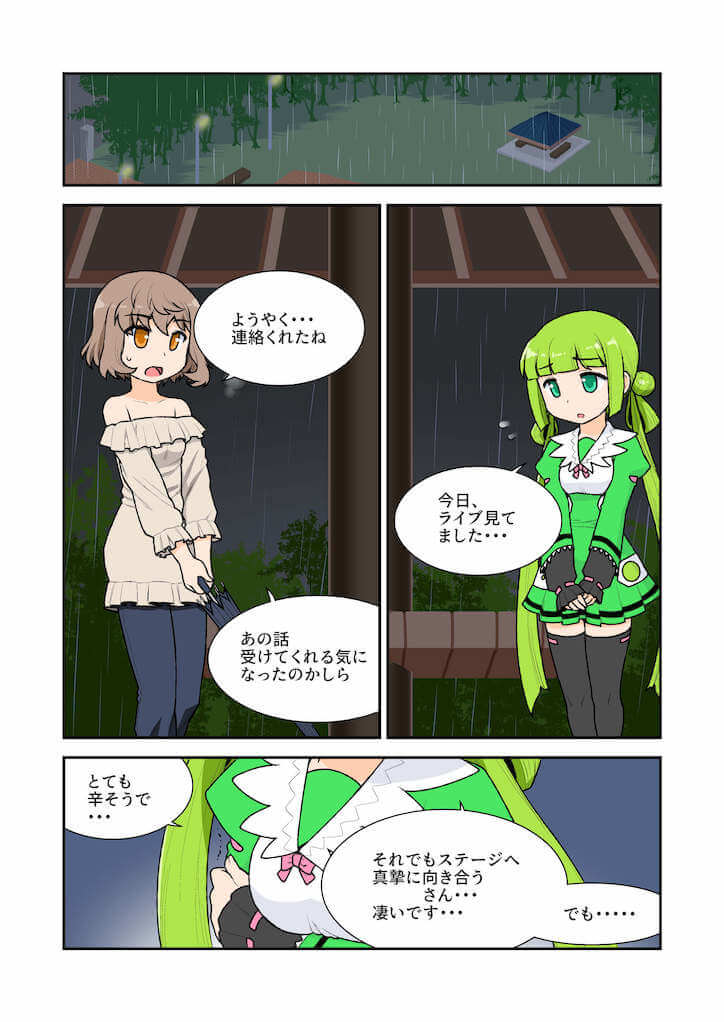 今日、
ライブ見て
ました・・・
ようやく・・・
連絡くれたね
あの話
受けてくれる気に
なったのかしら
でも・・・・・
それでもステージへ
真摯に向き合う
さん・・・
凄いです・・・
とても
辛そうで
・・・